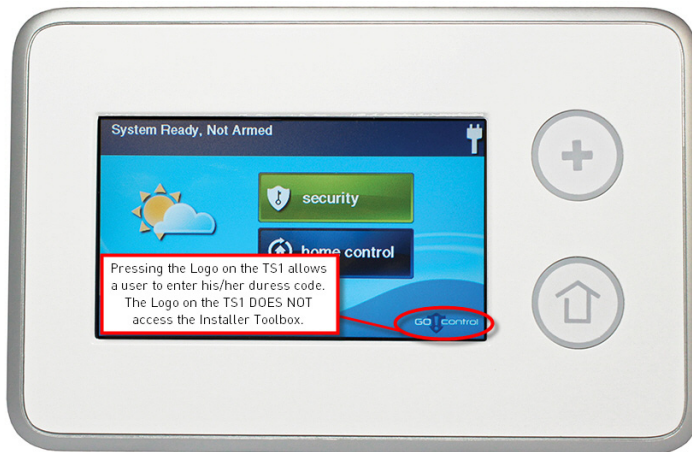 System Ready, Not Armed
security
home control
Pressing the Logo on the TS1 allows
a user to enter his/her duress code.
The Logo on the TS1 DOES NOT
access the Installer Toolbox.
GO!Control